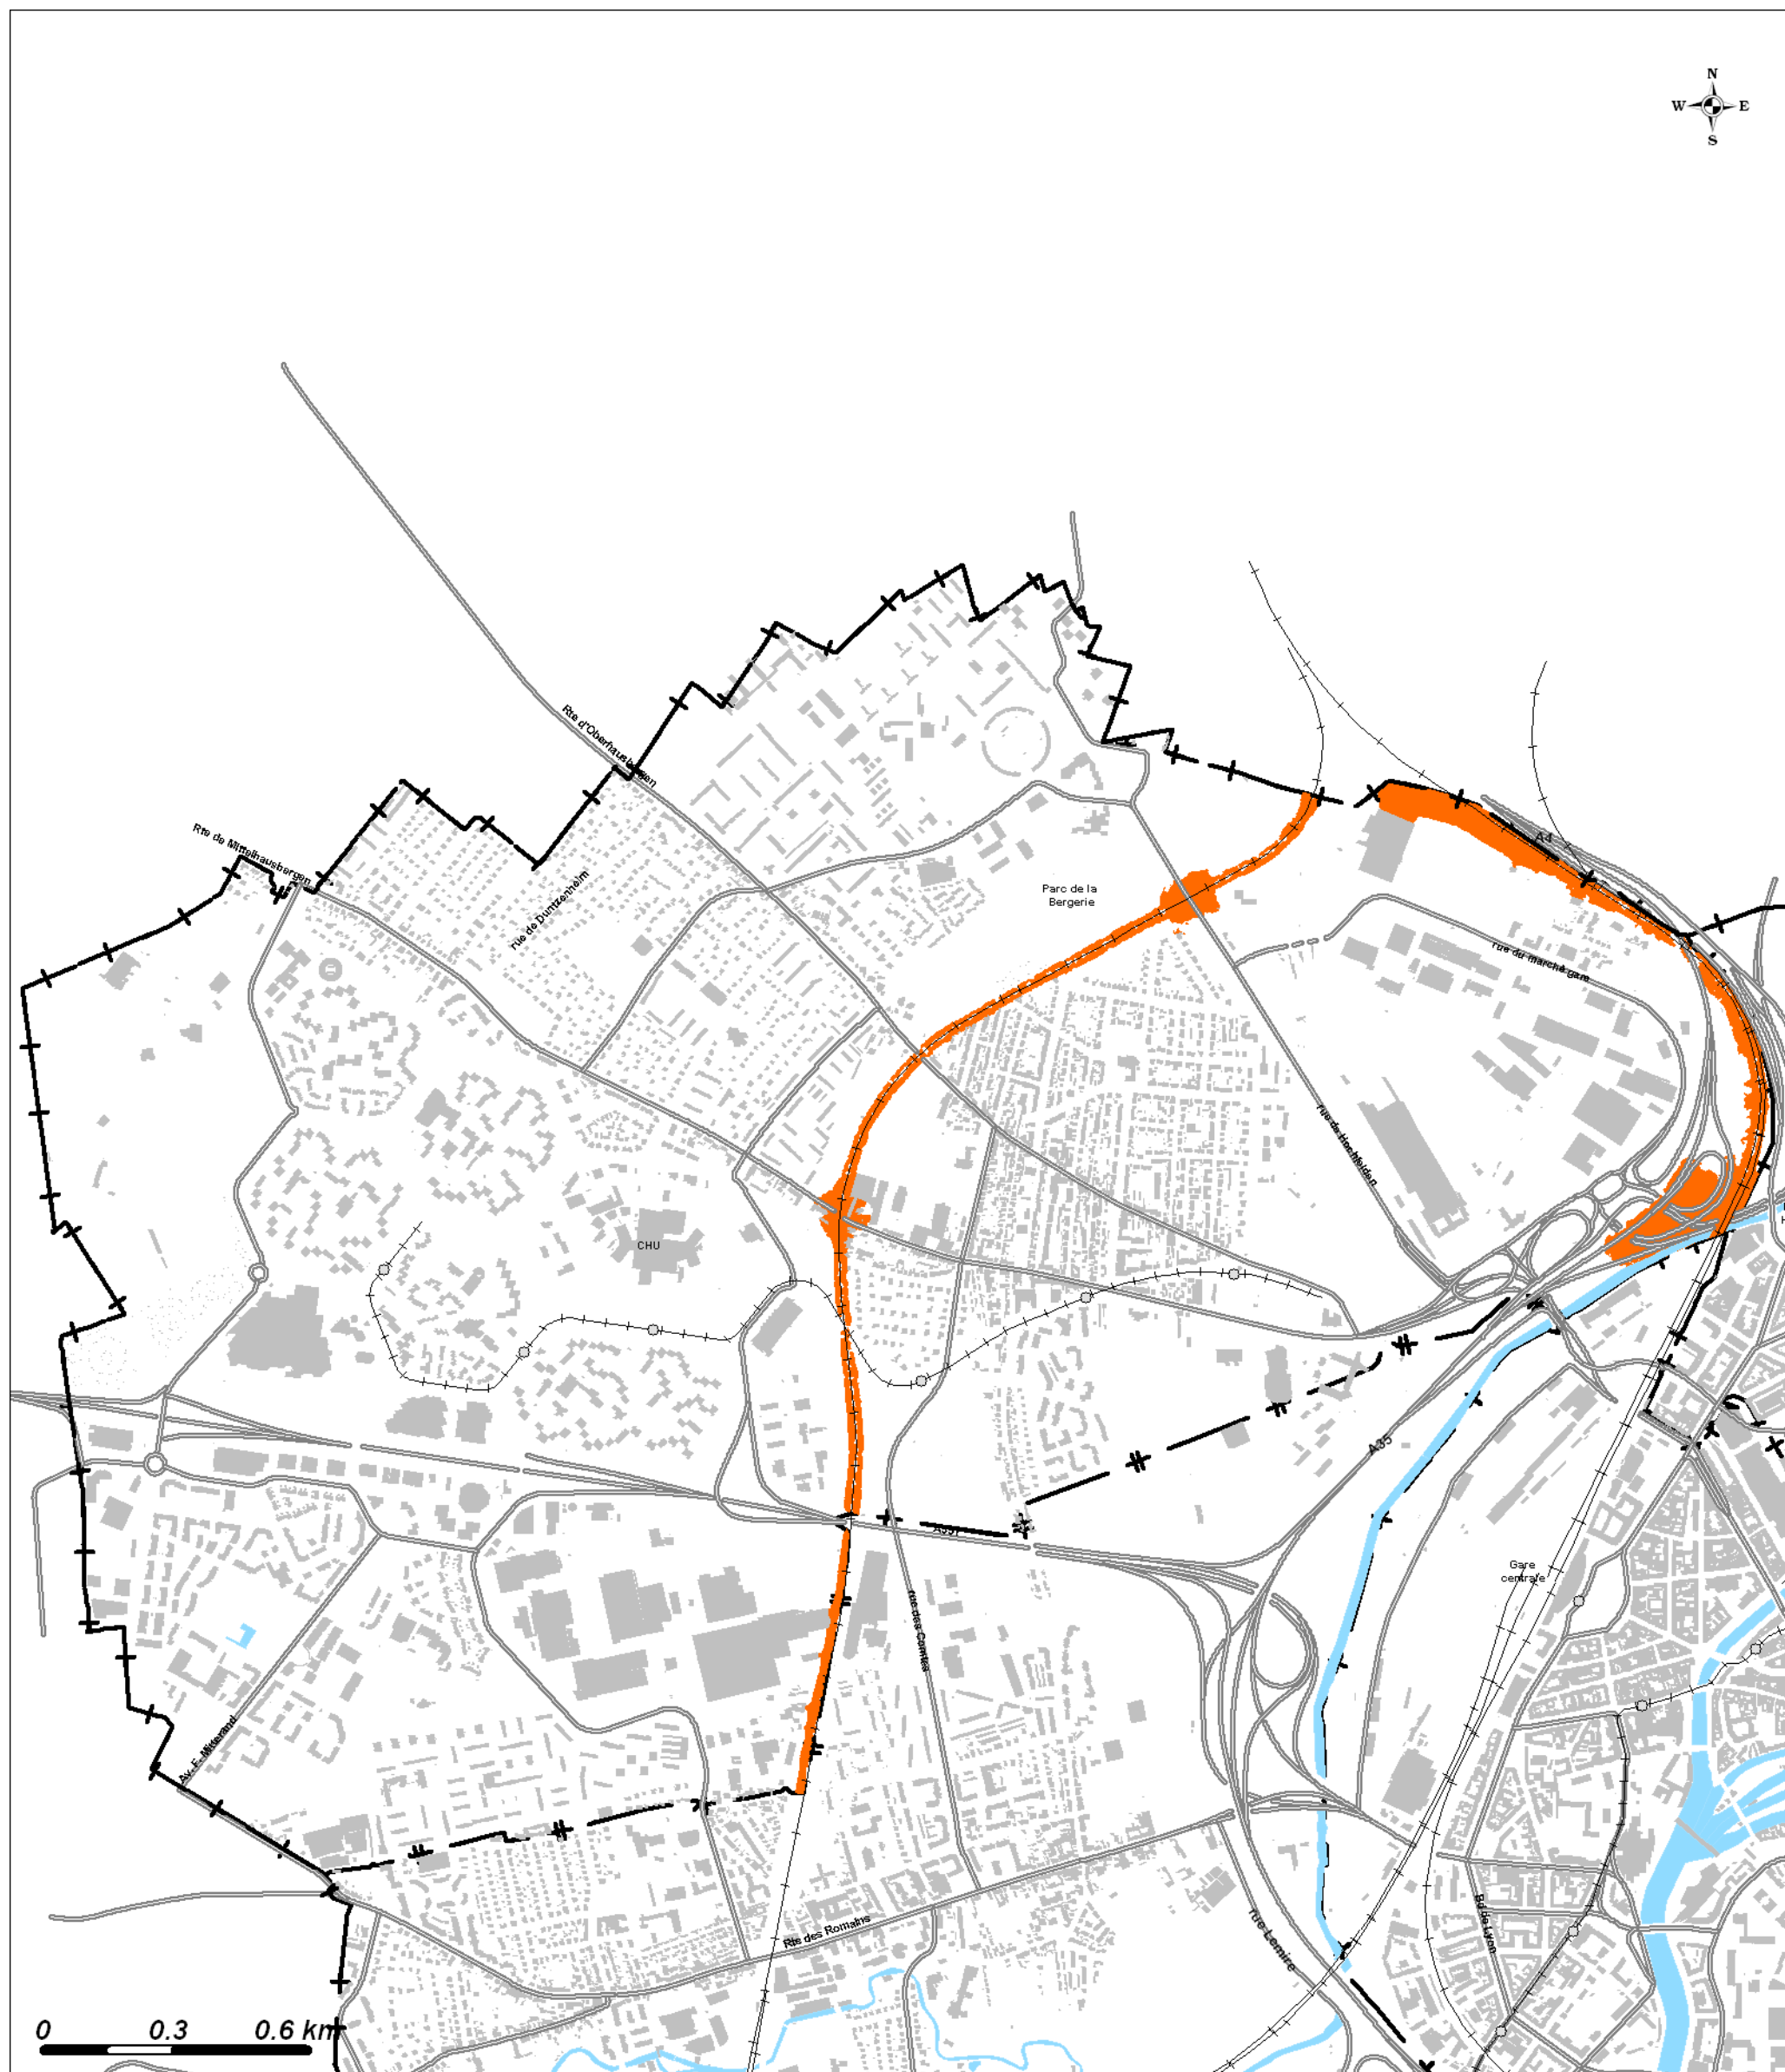 N
W E
S
Rte d'Oberhausbergen
Rte de Mittelhausbergen
A4
rue de Duntzenheim
Parc de la
Bergerie
rue du marché gare
rue de Hochfelden
CHU
A35
A351
Gare
centrale
rue des Comtes
Av. F. Mitterand
Rte des Romains
rue Lemire
Bd de Lyon
0 0.3 0.6 km